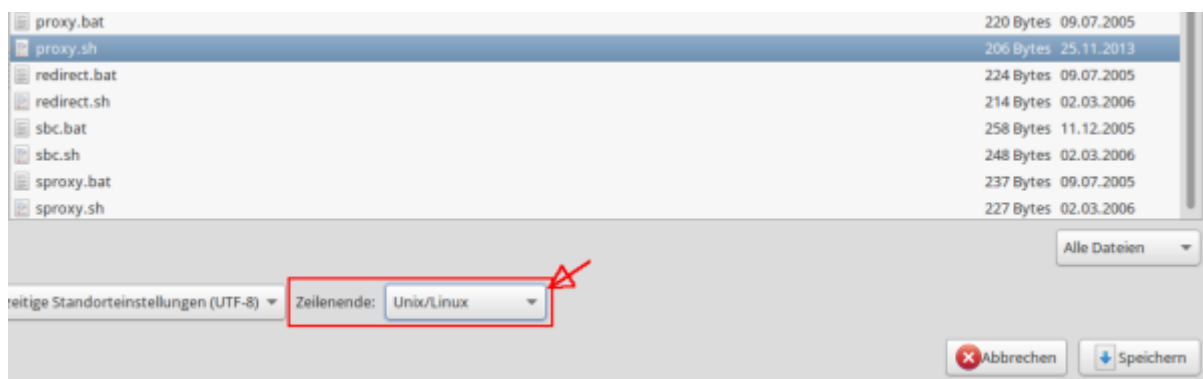 proxy.bat 220 Bytes 09.07.2005
proxy.sh 206 Bytes 25.11.2013
redirect.bat 224 Bytes 09.07.2005
redirect.sh 214 Bytes 02.03.2006
sbc.bat 258 Bytes 11.12.2005
sbc.sh 248 Bytes 02.03.2006
sproxy.bat 237 Bytes 09.07.2005
sproxy.sh 227 Bytes 02.03.2006
Alle Dateien
zeitige Standorteinstellungen (UTF-8) Zeilenende: Unix/Linux
Abbrechen Speichern